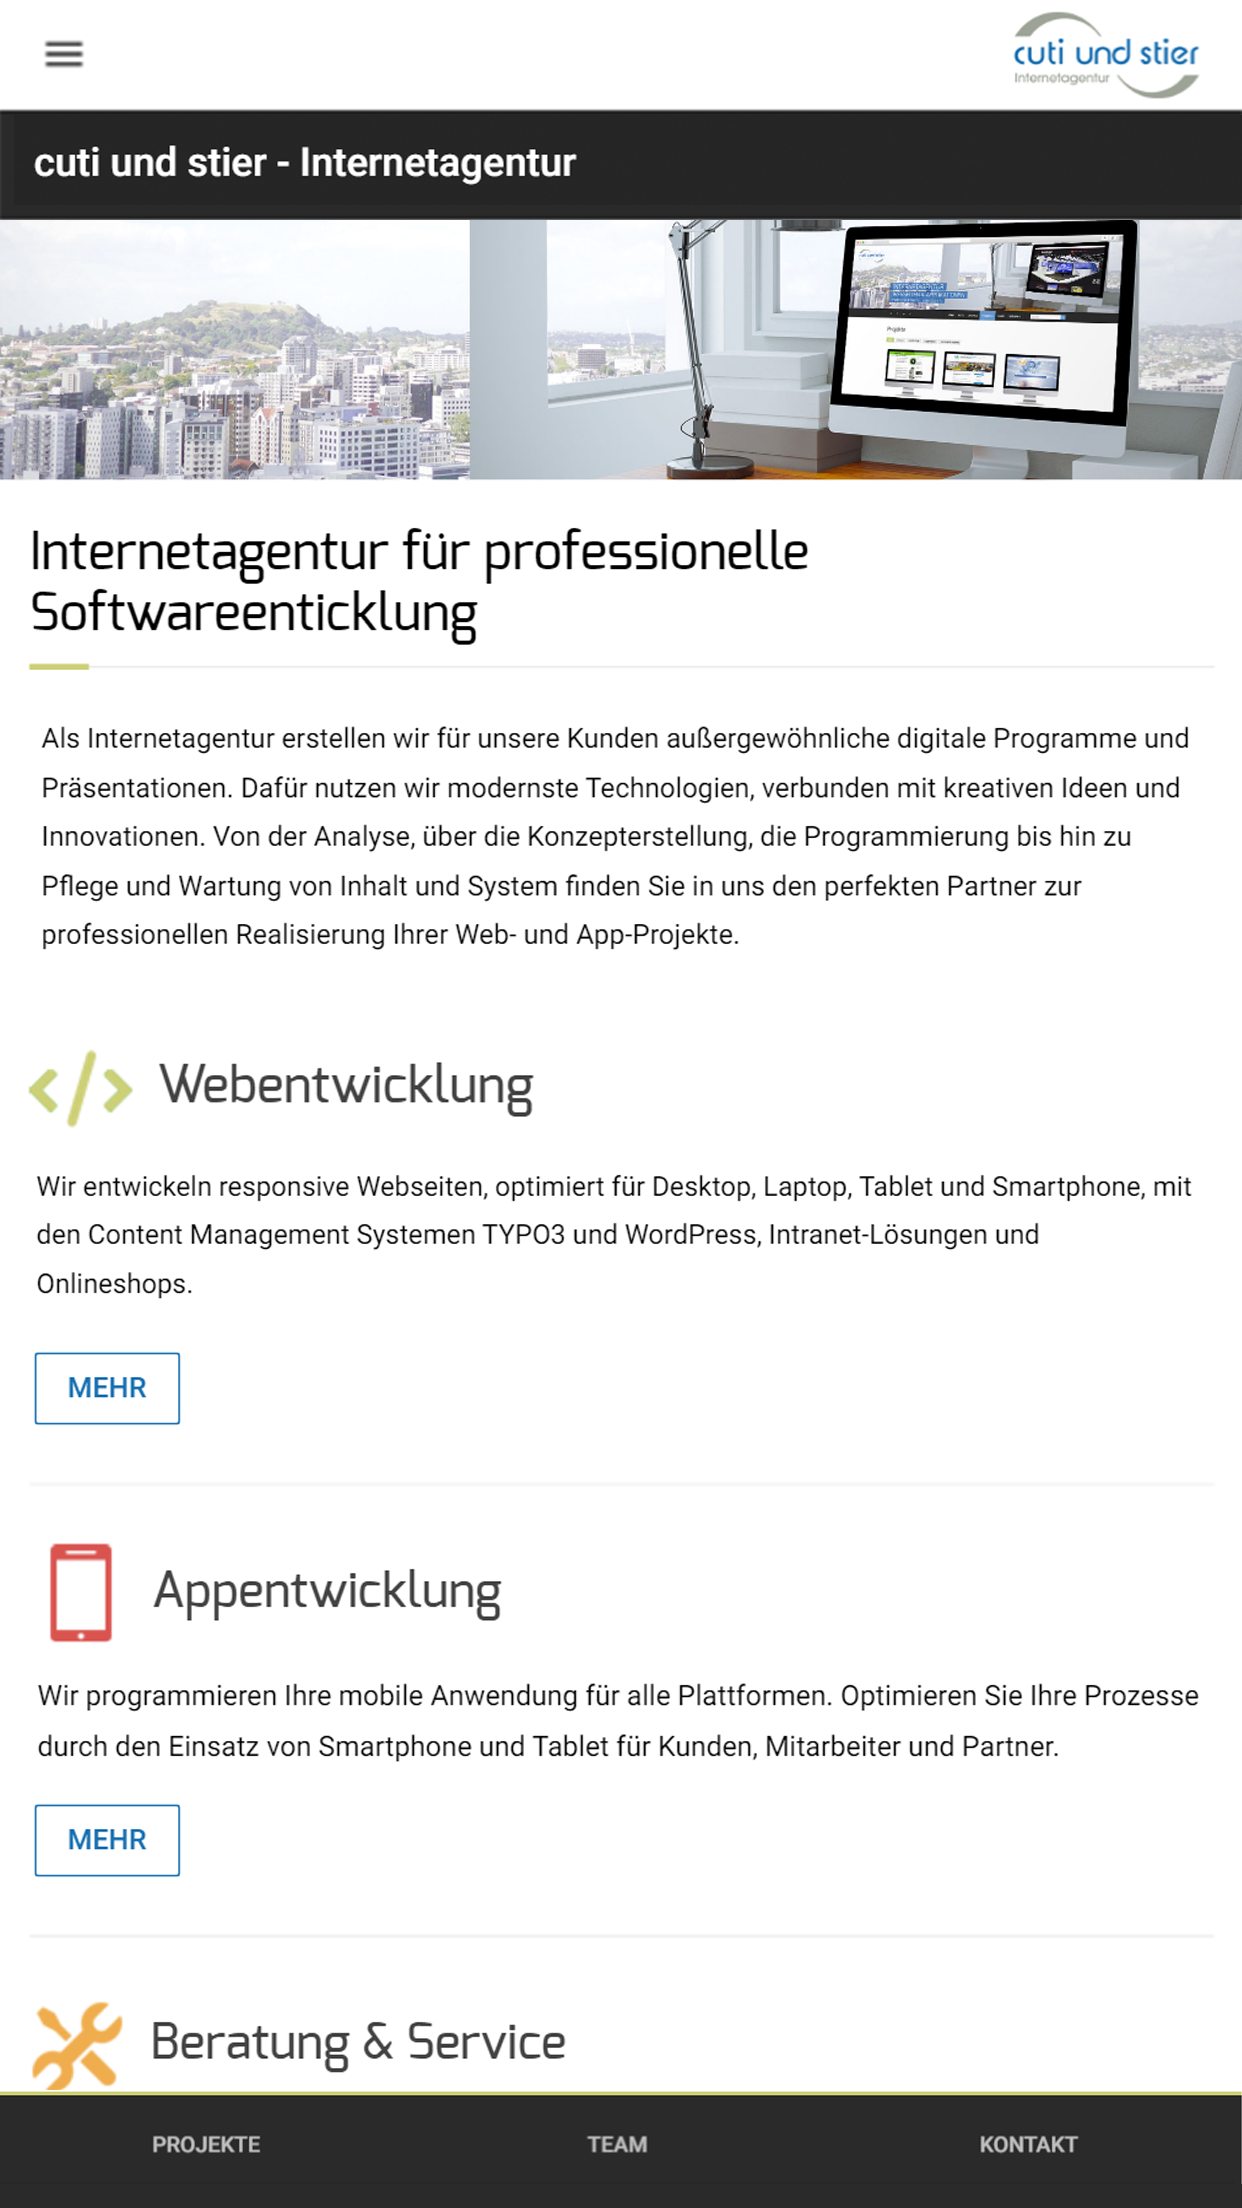 cuti und stier
Internetagentur
cuti und stier - Internetagentur
Projekte
Internetagentur für professionelle
Softwareenticklung
Als Internetagentur erstellen wir für unsere Kunden außergewöhnliche digitale Programme und
Präsentationen. Dafür nutzen wir modernste Technologien, verbunden mit kreativen Ideen und
Innovationen. Von der Analyse, über die Konzepterstellung, die Programmierung bis hin zu
Pflege und Wartung von Inhalt und System finden Sie in uns den perfekten Partner zur
professionellen Realisierung Ihrer Web- und App-Projekte.
Webentwicklung
Wir entwickeln responsive Webseiten, optimiert für Desktop, Laptop, Tablet und Smartphone, mit
den Content Management Systemen TYPO3 und WordPress, Intranet-Lösungen und
Onlineshops.
MEHR
Appentwicklung
Wir programmieren Ihre mobile Anwendung für alle Plattformen. Optimieren Sie Ihre Prozesse
durch den Einsatz von Smartphone und Tablet für Kunden, Mitarbeiter und Partner.
MEHR
Beratung & Service
PROJEKTE
TEAM
KONTAKT